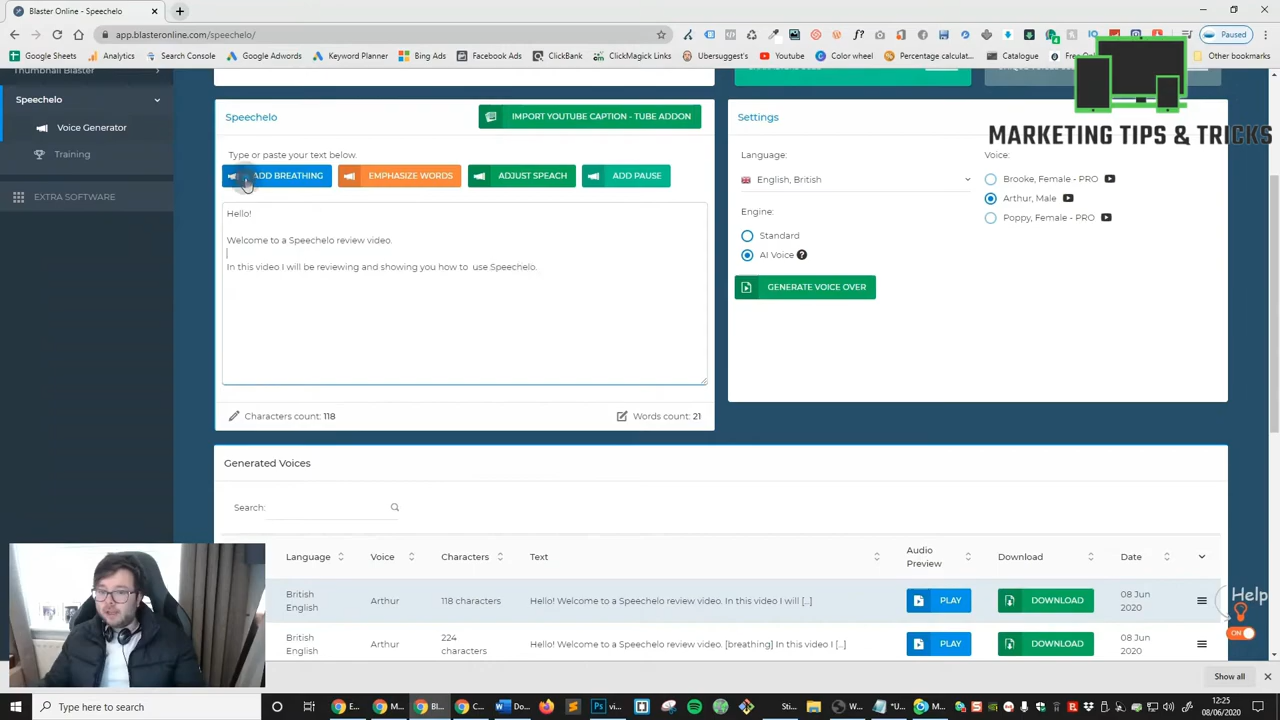 Blaster Online - Speechelo
app.blasteronline.com/speechelo/
Paused
Google Sheets Analytics Search Console Google Adwords Keyword Planner Bing Ads Facebook Ads ClickBank ClickMagick Links Ubersuggest's Youtube Color wheel Percentage calculat... Catalogue Free Onl Other bookmarks
Thumbnail Blaster
Speechelo
Voice Generator
Training
EXTRA SOFTWARE
MARKETING TIPS & TRICKS
Speechelo
IMPORT YOUTUBE CAPTION - TUBE ADDON
Type or paste your text below.
ADD BREATHING EMPHASIZE WORDS ADJUST SPEACH ADD PAUSE
Hello!
Welcome to a Speechelo review video.
In this video I will be reviewing and showing you how to use Speechelo.
Characters count: 118 Words count: 21
Settings
Language: Voice:
English, British
Brooke, Female - PRO
Arthur, Male
Poppy, Female - PRO
Engine:
Standard
AI Voice
GENERATE VOICE OVER
Generated Voices
Search:
Language Voice Characters Text Audio Preview Download Date
British English Arthur 118 characters Hello! Welcome to a Speechelo review video. In this video I will [...] PLAY DOWNLOAD 08 Jun 2020
British English Arthur 224 characters Hello! Welcome to a Speechelo review video. [breathing] In this video I [...] PLAY DOWNLOAD 08 Jun 2020
Help
ON
Show all
Type here to search
12:25
08/06/2020